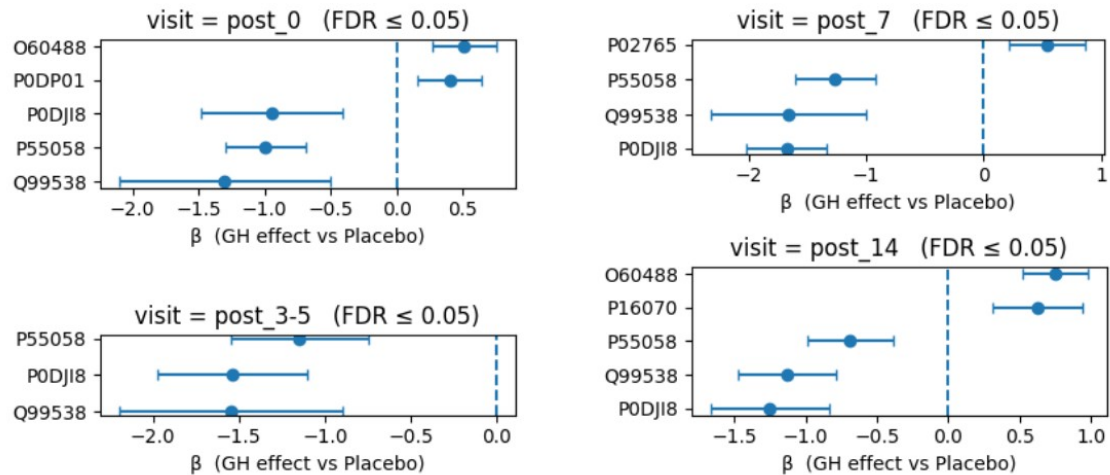 visit = post_0 (FDR ≤ 0.05)
O60488
P0DP01
P0DJI8
P55058
Q99538
−2.0 −1.5 −1.0 −0.5 0.0 0.5
β (GH effect vs Placebo)
visit = post_7 (FDR ≤ 0.05)
P02765
P55058
Q99538
P0DJI8
−2 −1 0 1
β (GH effect vs Placebo)
visit = post_3-5 (FDR ≤ 0.05)
P55058
P0DJI8
Q99538
−2.0 −1.5 −1.0 −0.5 0.0
β (GH effect vs Placebo)
visit = post_14 (FDR ≤ 0.05)
O60488
P16070
P55058
Q99538
P0DJI8
−1.5 −1.0 −0.5 0.0 0.5 1.0
β (GH effect vs Placebo)